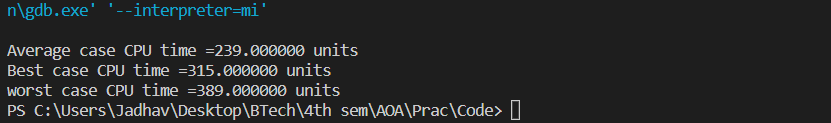 n\gdb.exe' '--interpreter=mi'
Average case CPU time =239.000000 units
Best case CPU time =315.000000 units
worst case CPU time =389.000000 units
PS C:\Users\Jadhav\Desktop\BTech\4th sem\AOA\Prac\Code>